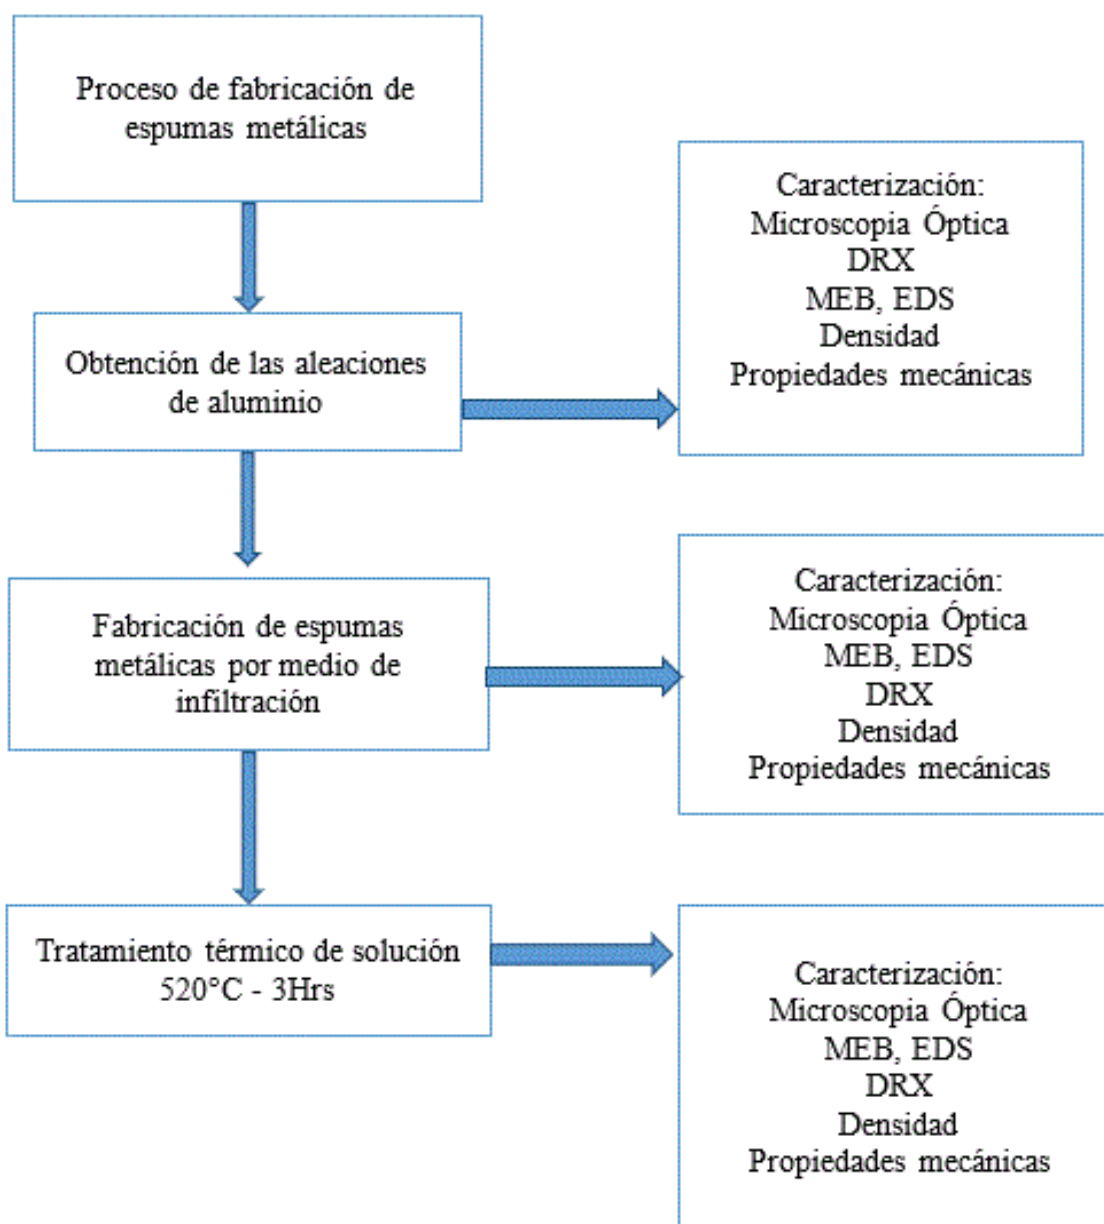 Proceso de fabricación de
espumas metálicas
Caracterización:
Microscopia Óptica
DRX
MEB, EDS
Densidad
Propiedades mecánicas
Obtención de las aleaciones
de aluminio
Caracterización:
Microscopia Óptica
MEB, EDS
DRX
Densidad
Propiedades mecánicas
Fabricación de espumas
metálicas por medio de
infiltración
Tratamiento térmico de solución
520°C - 3Hrs
Caracterización:
Microscopia Óptica
MEB, EDS
DRX
Densidad
Propiedades mecánicas